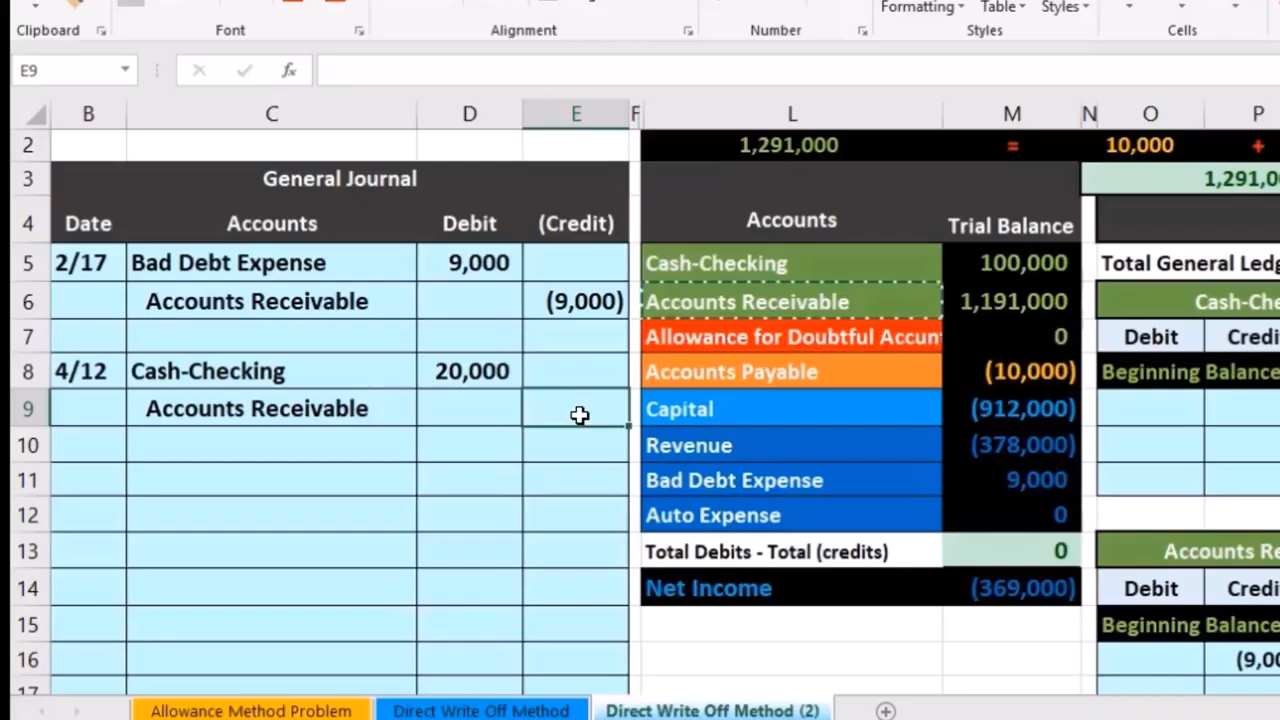 Clipboard Font Alignment Number Formatting Table Styles Styles Cells
E9 fx
B C D E F L M N O P
2 1,291,000 = 10,000 +
3 General Journal 1,291,0
4 Date Accounts Debit (Credit) Accounts Trial Balance
5 2/17 Bad Debt Expense 9,000 Cash-Checking 100,000 Total General Ledg
6 Accounts Receivable (9,000) Accounts Receivable 1,191,000 Cash-Che
7 Allowance for Doubtful Accun 0 Debit Credi
8 4/12 Cash-Checking 20,000 Accounts Payable (10,000) Beginning Balance
9 Accounts Receivable Capital (912,000)
10 Revenue (378,000)
11 Bad Debt Expense 9,000
12 Auto Expense 0
13 Total Debits - Total (credits) 0 Accounts Re
14 Net Income (369,000) Debit Credi
15 Beginning Balance
16 (9,00
17
Allowance Method Problem Direct Write Off Method Direct Write Off Method (2)